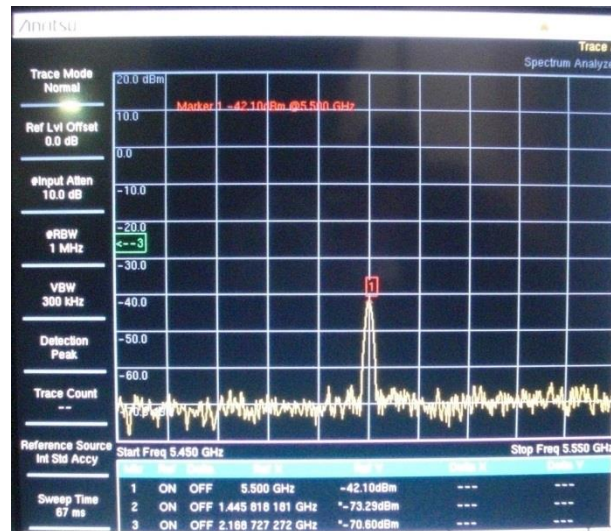 Anritsu
Trace
Spectrum Analyze
Trace Mode
Normal
Ref Lvl Offset
0.0 dB
#Input Atten
10.0 dB
#RBW
1 MHz
VBW
300 kHz
Detection
Peak
Trace Count
--
Reference Source
Int Std Accy
Sweep Time
67 ms
20.0 dBm
Marker 1 -42.10dBm @5.500 GHz
10.0
0.0
-10.0
-20.0
<--3
-30.0
1
-40.0
-50.0
-60.0
Start Freq 5.450 GHz
Stop Freq 5.550 GHz
1 ON OFF 5.500 GHz -42.10dBm --- ---
2 ON OFF 1.445 818 181 GHz *-73.29dBm --- ---
3 ON OFF 2.168 727 272 GHz *-70.60dBm --- ---